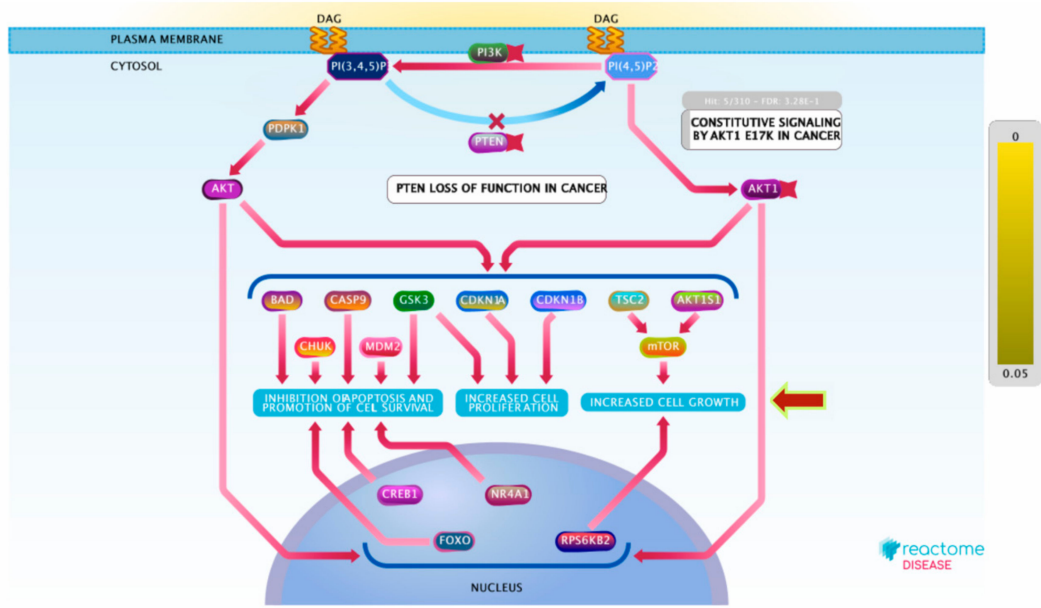 DAG
DAG
PLASMA MEMBRANE
CYTOSOL
PI3K
PI(3,4,5)P
PI(4,5)P2
Hit: 5/310 - FDR: 3.28E-1
CONSTITUTIVE SIGNALING
BY AKT1 E17K IN CANCER
PDPK1
PTEN
0
AKT
PTEN LOSS OF FUNCTION IN CANCER
AKT1
BAD
CASP9
GSK3
CDKN1A
CDKN1B
TSC2
AKT1S1
CHUK
MDM2
mTOR
0.05
INHIBITION OF APOPTOSIS AND
PROMOTION OF CELL SURVIVAL
INCREASED CELL
PROLIFERATION
INCREASED CELL GROWTH
CREB1
NR4A1
FOXO
RPS6KB2
reactome
DISEASE
NUCLEUS